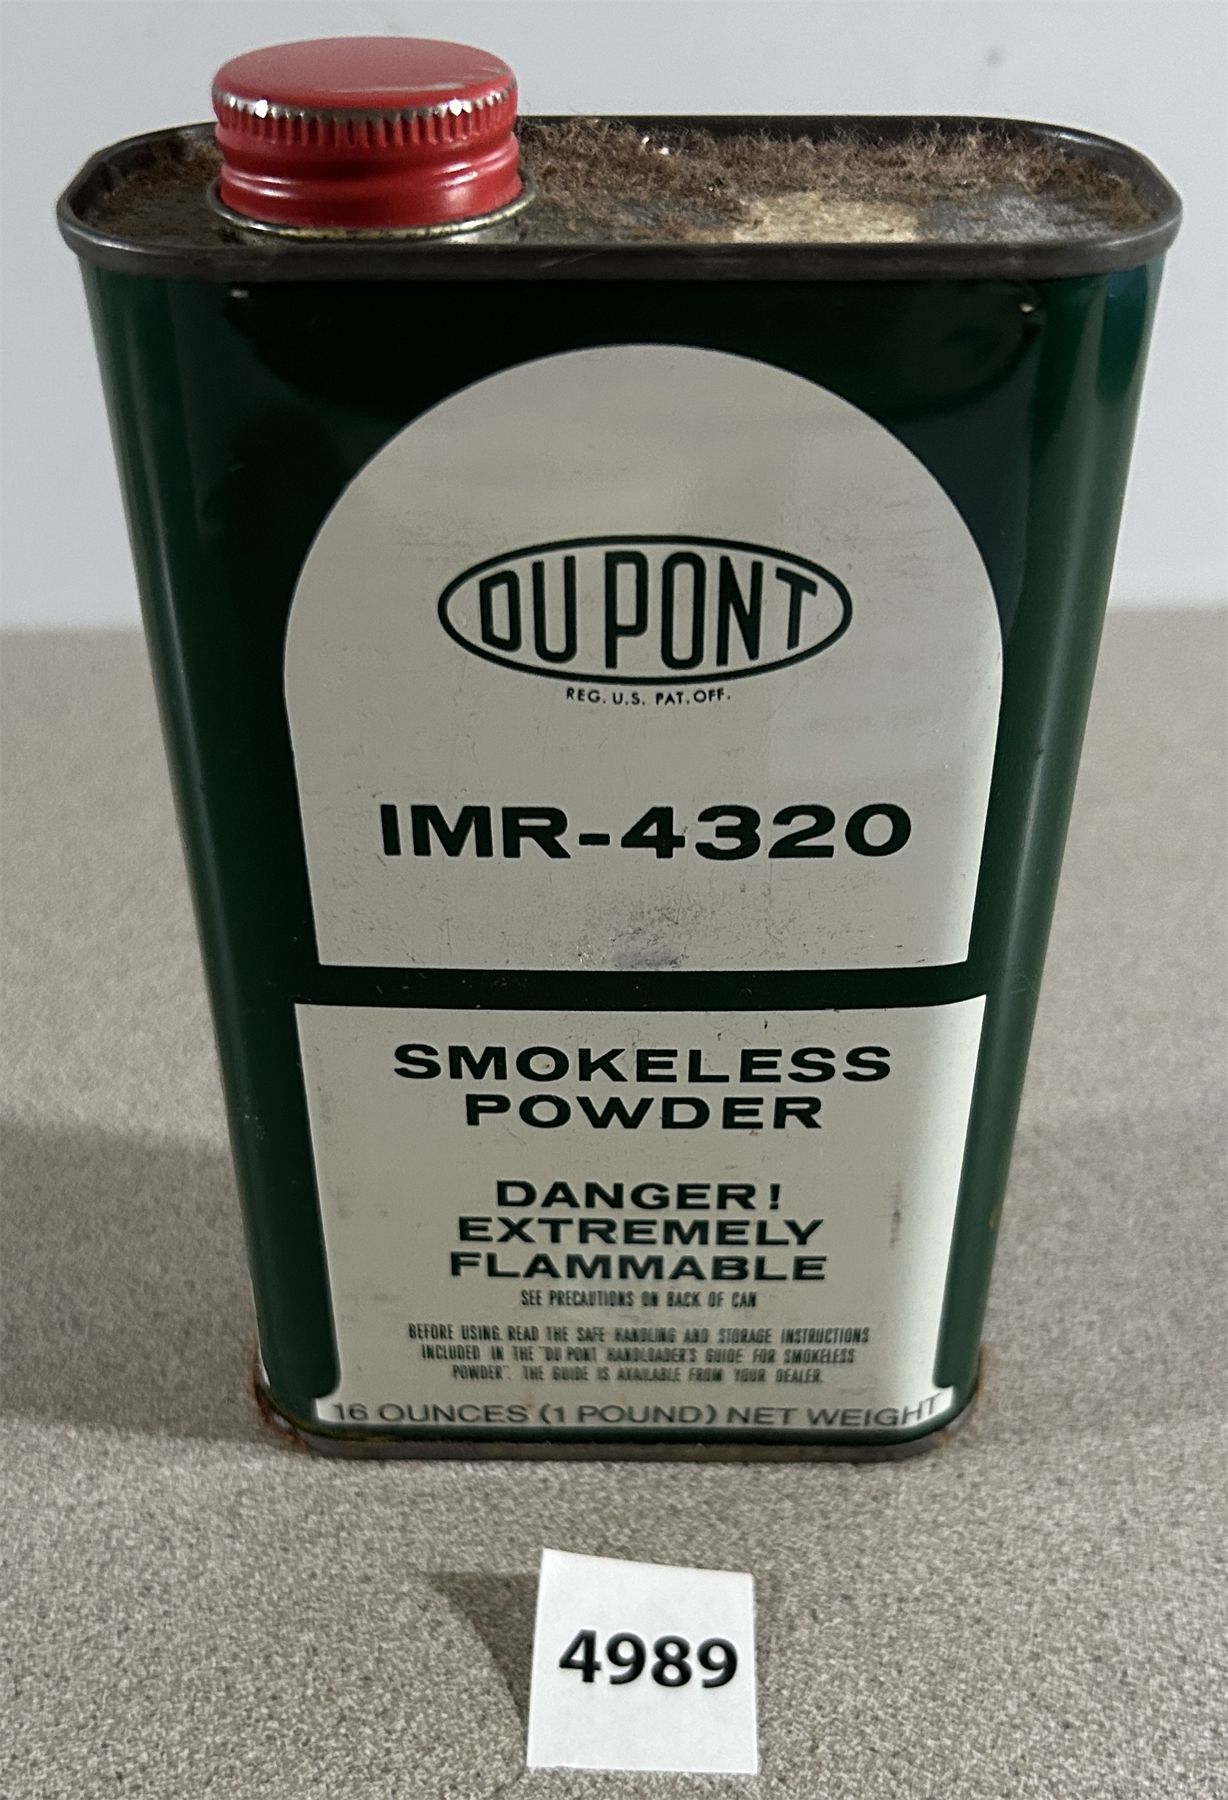 DU PONT
REG. U.S. PAT. OFF.
IMR-4320
SMOKELESS
POWDER
DANGER!
EXTREMELY
FLAMMABLE
SEE PRECAUTIONS ON BACK OF CAN
BEFORE USING, READ THE SAFE HANDLING AND STORAGE INSTRUCTIONS
INCLUDED IN THE "DU PONT HANDLOADER'S GUIDE FOR SMOKELESS
POWDER". THE GUIDE IS AVAILABLE FROM YOUR DEALER.
16 OUNCES (1 POUND) NET WEIGHT
4989